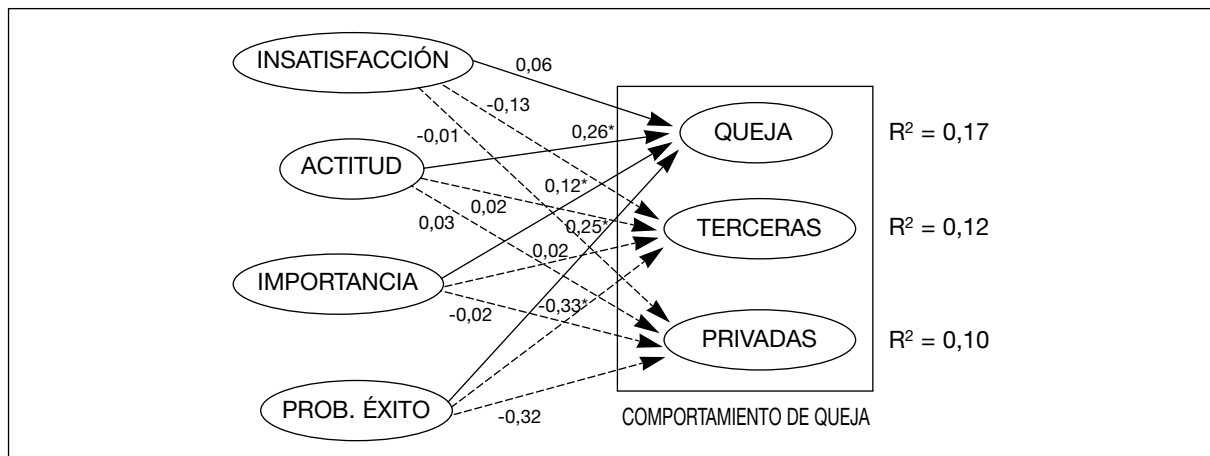 INSATISFACCIÓN
0,06
-0,13
-0,01
0,26*
QUEJA
R² = 0,17
ACTITUD
0,12*
0,02
0,03
0,25*
TERCERAS
R² = 0,12
0,02
IMPORTANCIA
-0,02
-0,33*
PRIVADAS
R² = 0,10
PROB. ÉXITO
-0,32
COMPORTAMIENTO DE QUEJA